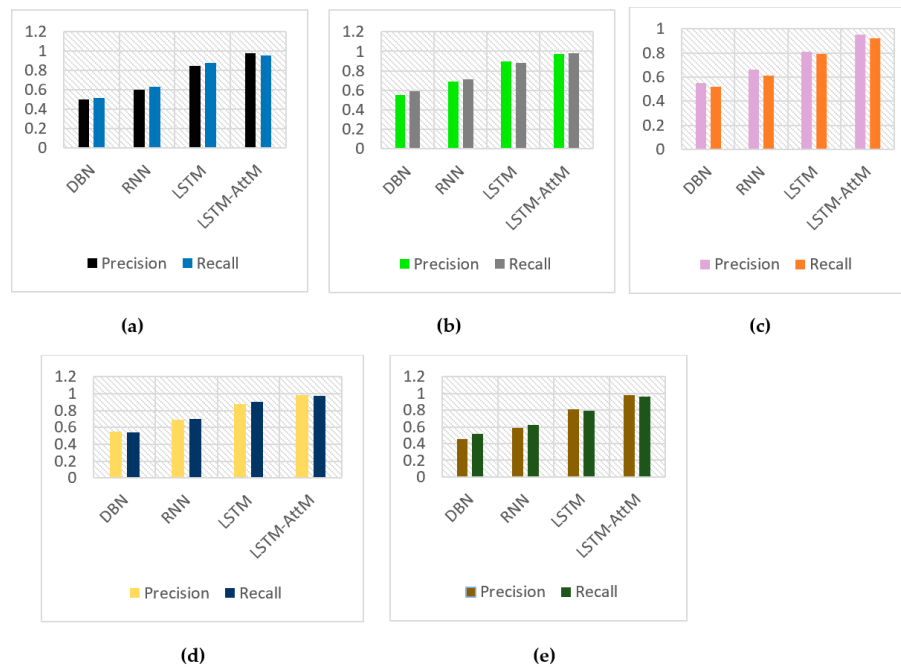 1.2
1
0.8
0.6
0.4
0.2
0
DBN
RNN
LSTM
LSTM-AttM
Precision Recall
(a)
1.2
1
0.8
0.6
0.4
0.2
0
DBN
RNN
LSTM
LSTM-AttM
Precision Recall
(b)
1
0.8
0.6
0.4
0.2
0
DBN
RNN
LSTM
LSTM-AttM
Precision Recall
(c)
1.2
1
0.8
0.6
0.4
0.2
0
DBN
RNN
LSTM
LSTM-AttM
Precision Recall
(d)
1.2
1
0.8
0.6
0.4
0.2
0
DBN
RNN
LSTM
LSTM-AttM
Precision Recall
(e)